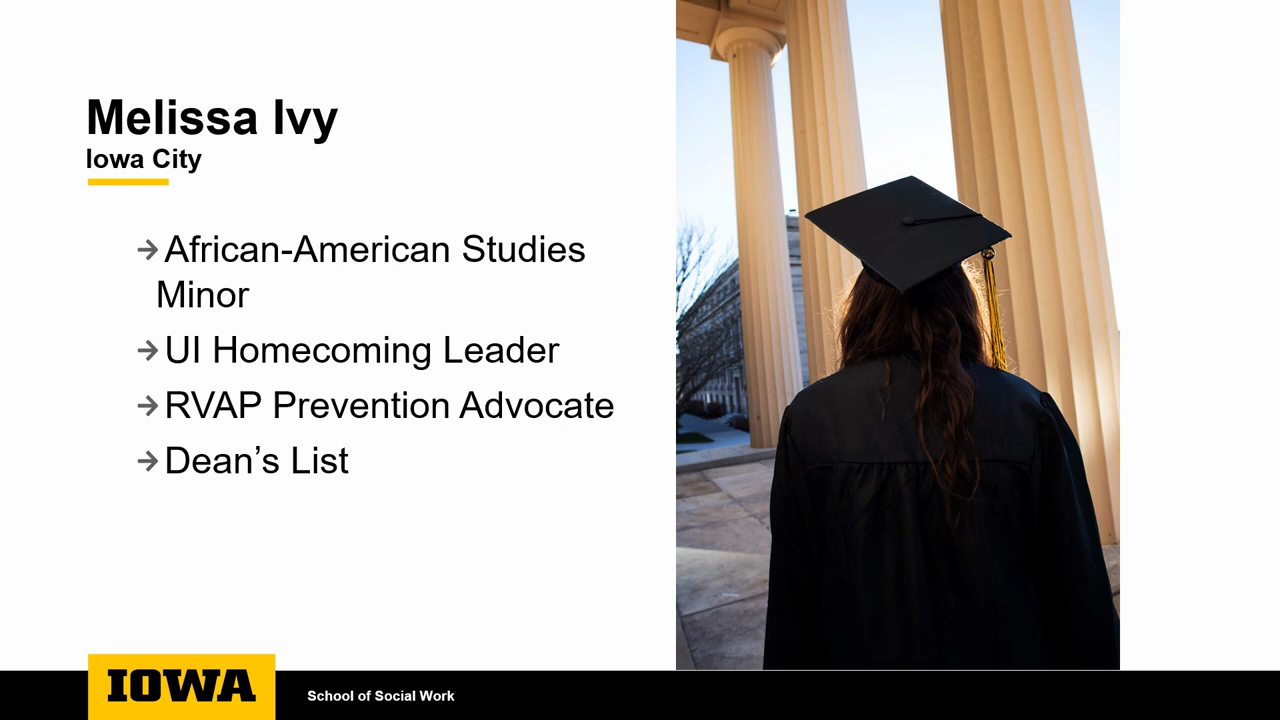 Melissa Ivy
Iowa City
African-American Studies
Minor
UI Homecoming Leader
RVAP Prevention Advocate
Dean’s List
IOWA
School of Social Work